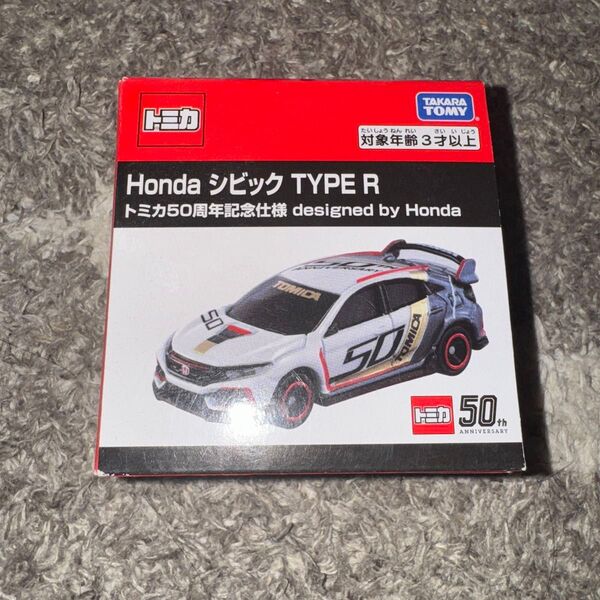 トミカ
TAKARA
TOMY
たいしょうねんれい さいいじょう
対象年齢3才以上
Honda シビック TYPE R
トミカ50周年記念仕様 designed by Honda
50
ANNIVERSARY
TOMICA
50
50
TOMICA
トミカ 50th
ANNIVERSARY